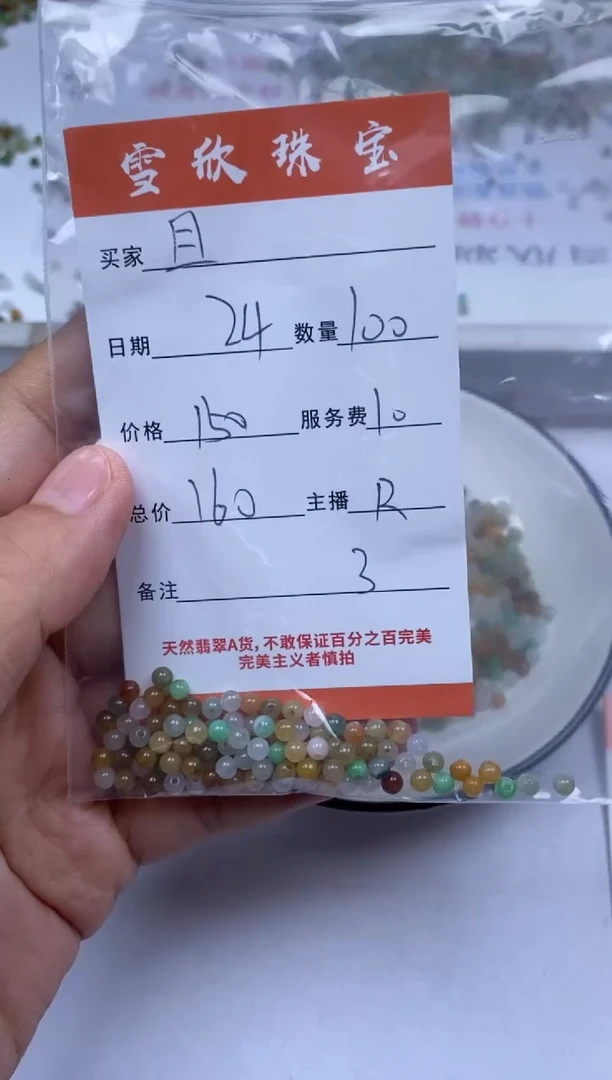 雪欣珠宝
买家 目
日期 24 数量 100
价格 150 服务费 10
总价 160 主播 R
备注 3
天然翡翠A货,不敢保证百分之百完美
完美主义者慎拍